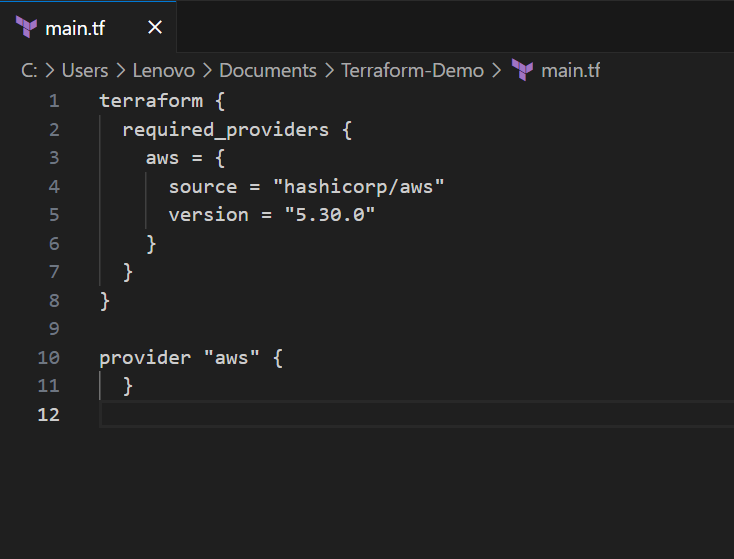 main.tf ×
C: > Users > Lenovo > Documents > Terraform-Demo > main.tf
1 terraform {
2   required_providers {
3     aws = {
4       source = "hashicorp/aws"
5       version = "5.30.0"
6     }
7   }
8 }
9
10 provider "aws" {
11   }
12